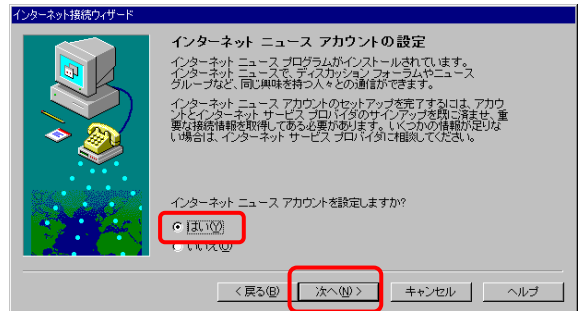 インターネット接続ウィザード
インターネット ニュース アカウントの設定
インターネット ニュース プログラムがインストールされています。
インターネット ニュースで、ディスカッション フォーラムやニュース
グループなど、同じ興味を持つ人々との通信ができます。
インターネット ニュース アカウントのセットアップを完了するには、アカウ
ントとインターネット サービス プロバイダのサインアップを既に済ませ、重
要な接続情報を取得してある必要があります。いくつかの情報が足りな
い場合は、インターネット サービス プロバイダに相談してください。
インターネット ニュース アカウントを設定しますか?
はい(Y)
いいえ(O)
< 戻る(B)
次へ(N) >
キャンセル
ヘルプ